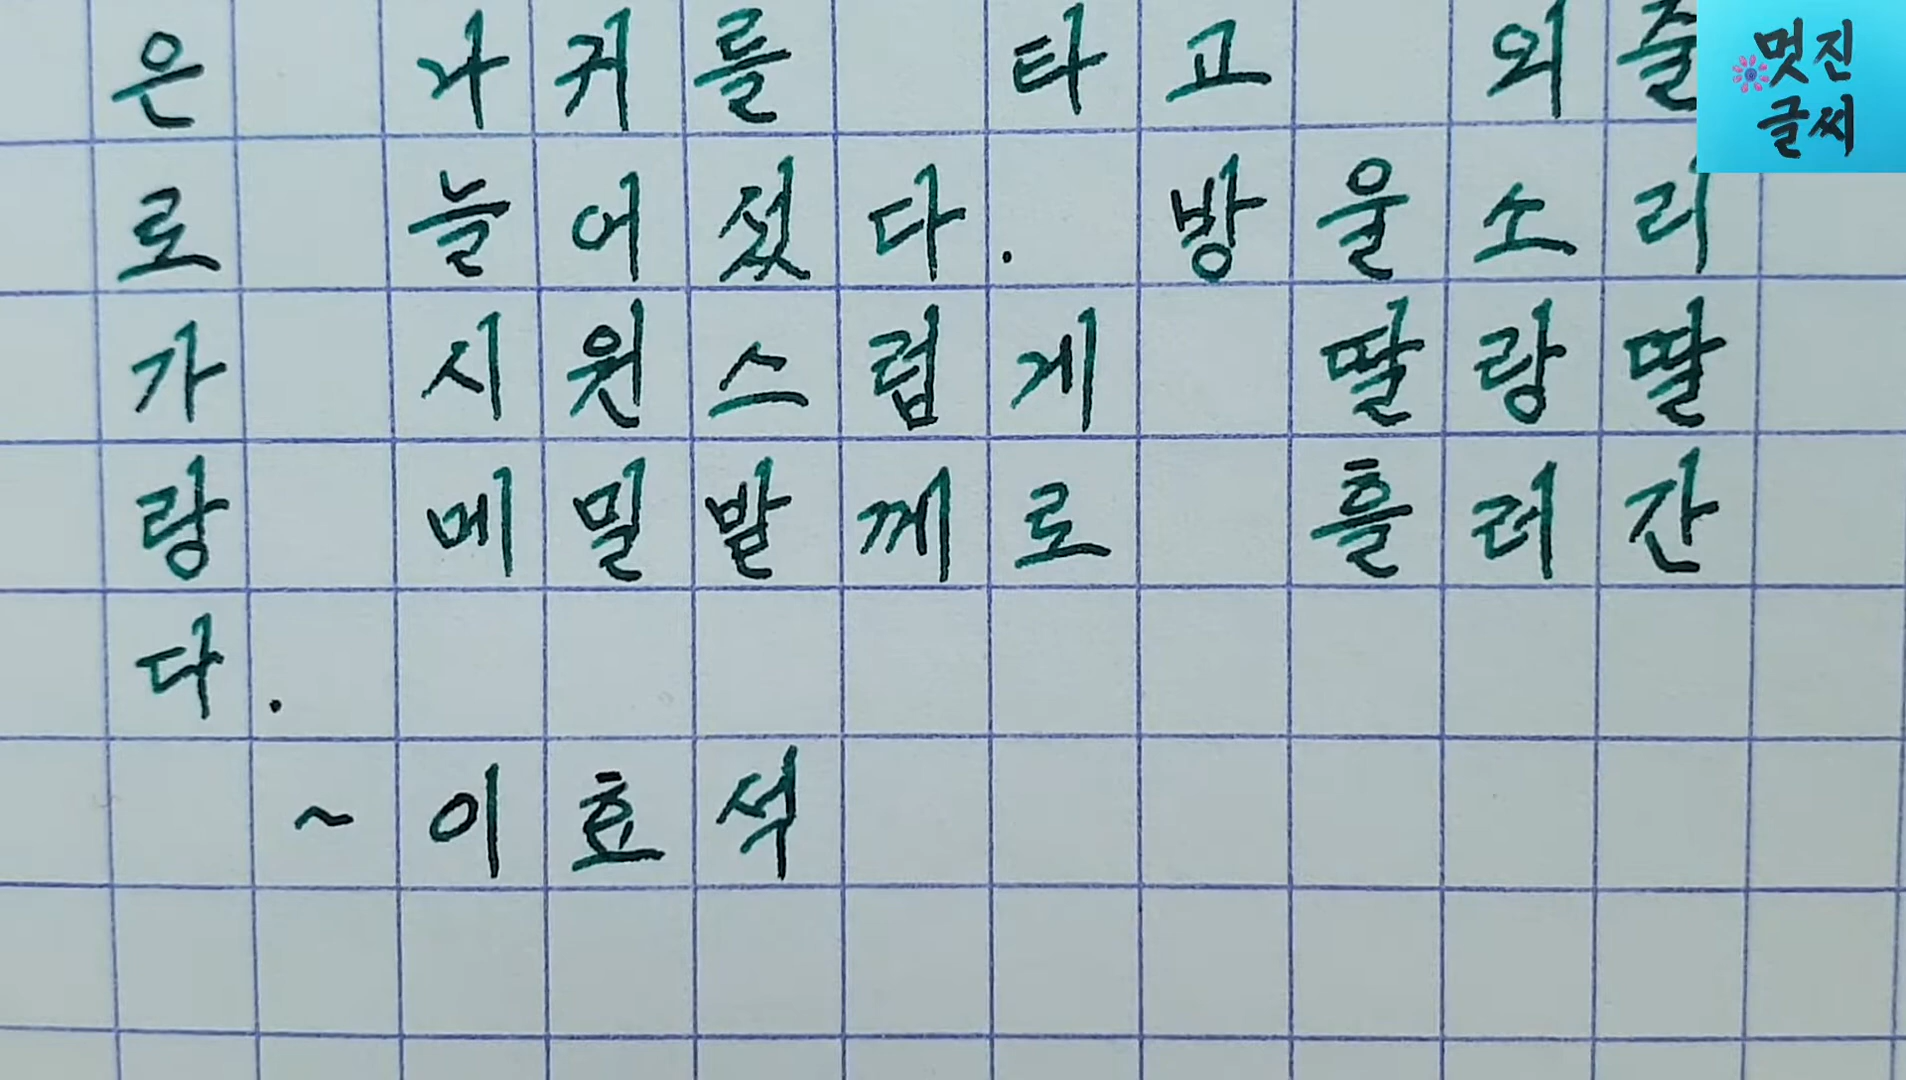 은 나귀를 타고 외줄
로 늘어섰다. 방울소리
가 시원스럽게 딸랑딸
랑 메밀밭께로 흘러간
다.
~이효석
멋진
글씨